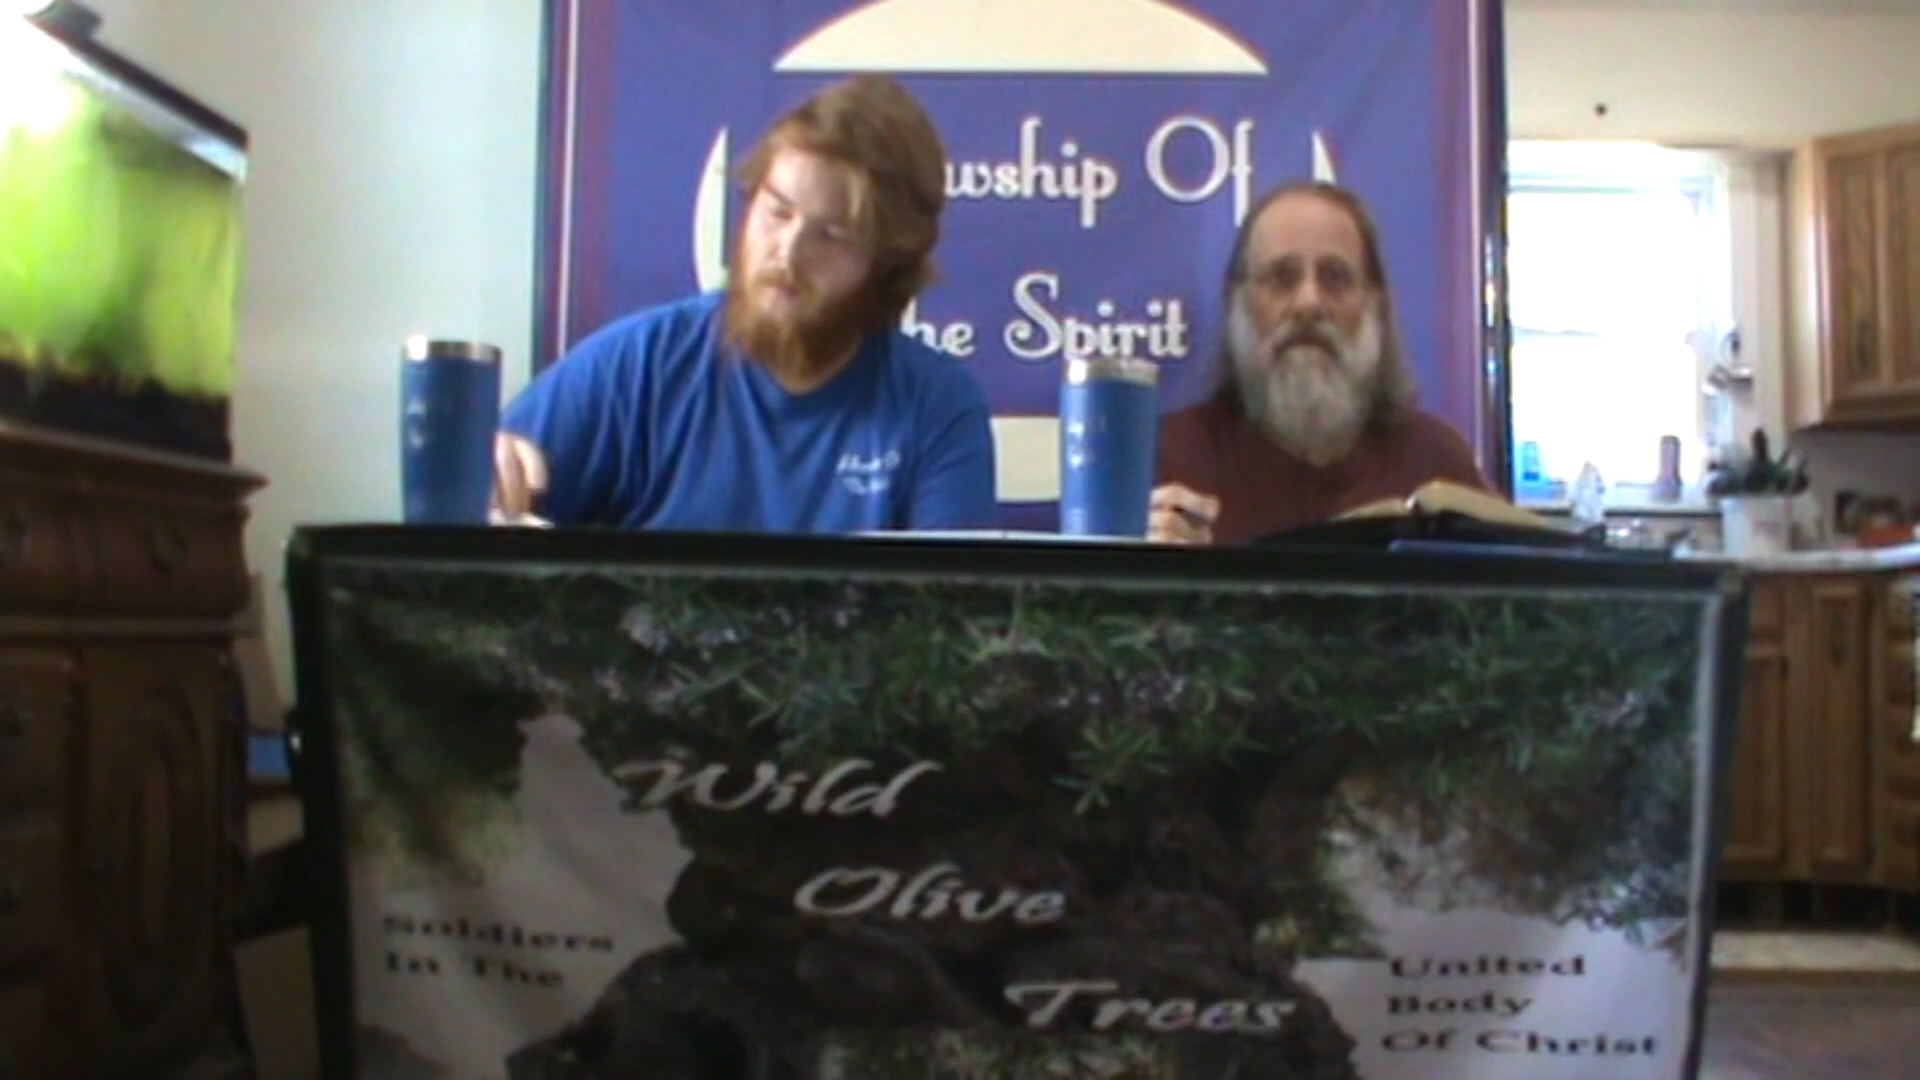 wship Of
he Spirit
Wild
Olive
Trees
Soldiers
In The
United
Body
Of Christ